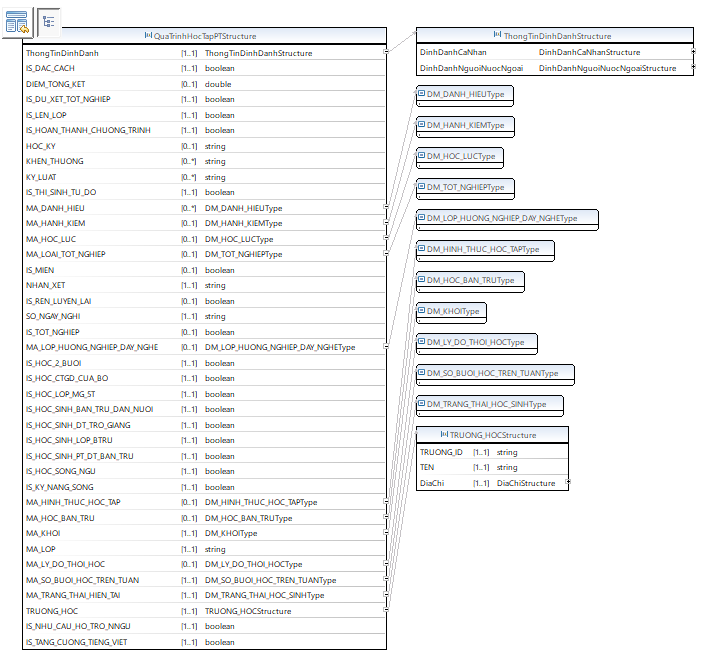 QuaTrinhHocTapPTStructure
ThongTinDinhDanh [1..1] ThongTinDinhDanhStructure
IS_DAC_CACH [1..1] boolean
DIEM_TONG_KET [0..1] double
IS_DU_XET_TOT_NGHIEP [0..1] boolean
IS_LEN_LOP [1..1] boolean
IS_HOAN_THANH_CHUONG_TRINH [1..1] boolean
HOC_KY [0..1] string
KHEN_THUONG [0..*] string
KY_LUAT [0..*] string
IS_THI_SINH_TU_DO [1..1] boolean
MA_DANH_HIEU [0..*] DM_DANH_HIEUType
MA_HANH_KIEM [0..1] DM_HANH_KIEMType
MA_HOC_LUC [0..1] DM_HOC_LUCType
MA_LOAI_TOT_NGHIEP [0..1] DM_TOT_NGHIEPType
IS_MIEN [0..1] boolean
NHAN_XET [1..1] string
IS_REN_LUYEN_LAI [0..1] boolean
SO_NGAY_NGHI [1..1] string
IS_TOT_NGHIEP [0..1] boolean
MA_LOP_HUONG_NGHIEP_DAY_NGHE [0..1] DM_LOP_HUONG_NGHIEP_DAY_NGHEType
IS_HOC_2_BUOI [1..1] boolean
IS_HOC_CTGD_CUA_BO [1..1] boolean
IS_HOC_LOP_MG_ST [1..1] boolean
IS_HOC_SINH_BAN_TRU_DAN_NUOI [1..1] boolean
IS_HOC_SINH_DT_TRO_GIANG [1..1] boolean
IS_HOC_SINH_LOP_BTRU [1..1] boolean
IS_HOC_SINH_PT_DT_BAN_TRU [1..1] boolean
IS_HOC_SONG_NGU [1..1] boolean
IS_KY_NANG_SONG [1..1] boolean
MA_HINH_THUC_HOC_TAP [0..1] DM_HINH_THUC_HOC_TAPType
MA_HOC_BAN_TRU [0..1] DM_HOC_BAN_TRUType
MA_KHOI [1..1] DM_KHOIType
MA_LOP [1..1] string
MA_LY_DO_THOI_HOC [0..1] DM_LY_DO_THOI_HOCType
MA_SO_BUOI_HOC_TREN_TUAN [1..1] DM_SO_BUOI_HOC_TREN_TUANType
MA_TRANG_THAI_HIEN_TAI [1..1] DM_TRANG_THAI_HOC_SINHType
TRUONG_HOC [1..1] TRUONG_HOCStructure
IS_NHU_CAU_HO_TRO_NNGU [1..1] boolean
IS_TANG_CUONG_TIENG_VIET [1..1] boolean
ThongTinDinhDanhStructure
DinhDanhCaNhan DinhDanhCaNhanStructure
DinhDanhNguoiNuocNgoai DinhDanhNguoiNuocNgoaiStructure
DM_DANH_HIEUType
DM_HANH_KIEMType
DM_HOC_LUCType
DM_TOT_NGHIEPType
DM_LOP_HUONG_NGHIEP_DAY_NGHEType
DM_HINH_THUC_HOC_TAPType
DM_HOC_BAN_TRUType
DM_KHOIType
DM_LY_DO_THOI_HOCType
DM_SO_BUOI_HOC_TREN_TUANType
DM_TRANG_THAI_HOC_SINHType
TRUONG_HOCStructure
TRUONG_ID [1..1] string
TEN [1..1] string
DiaChi [1..1] DiaChiStructure